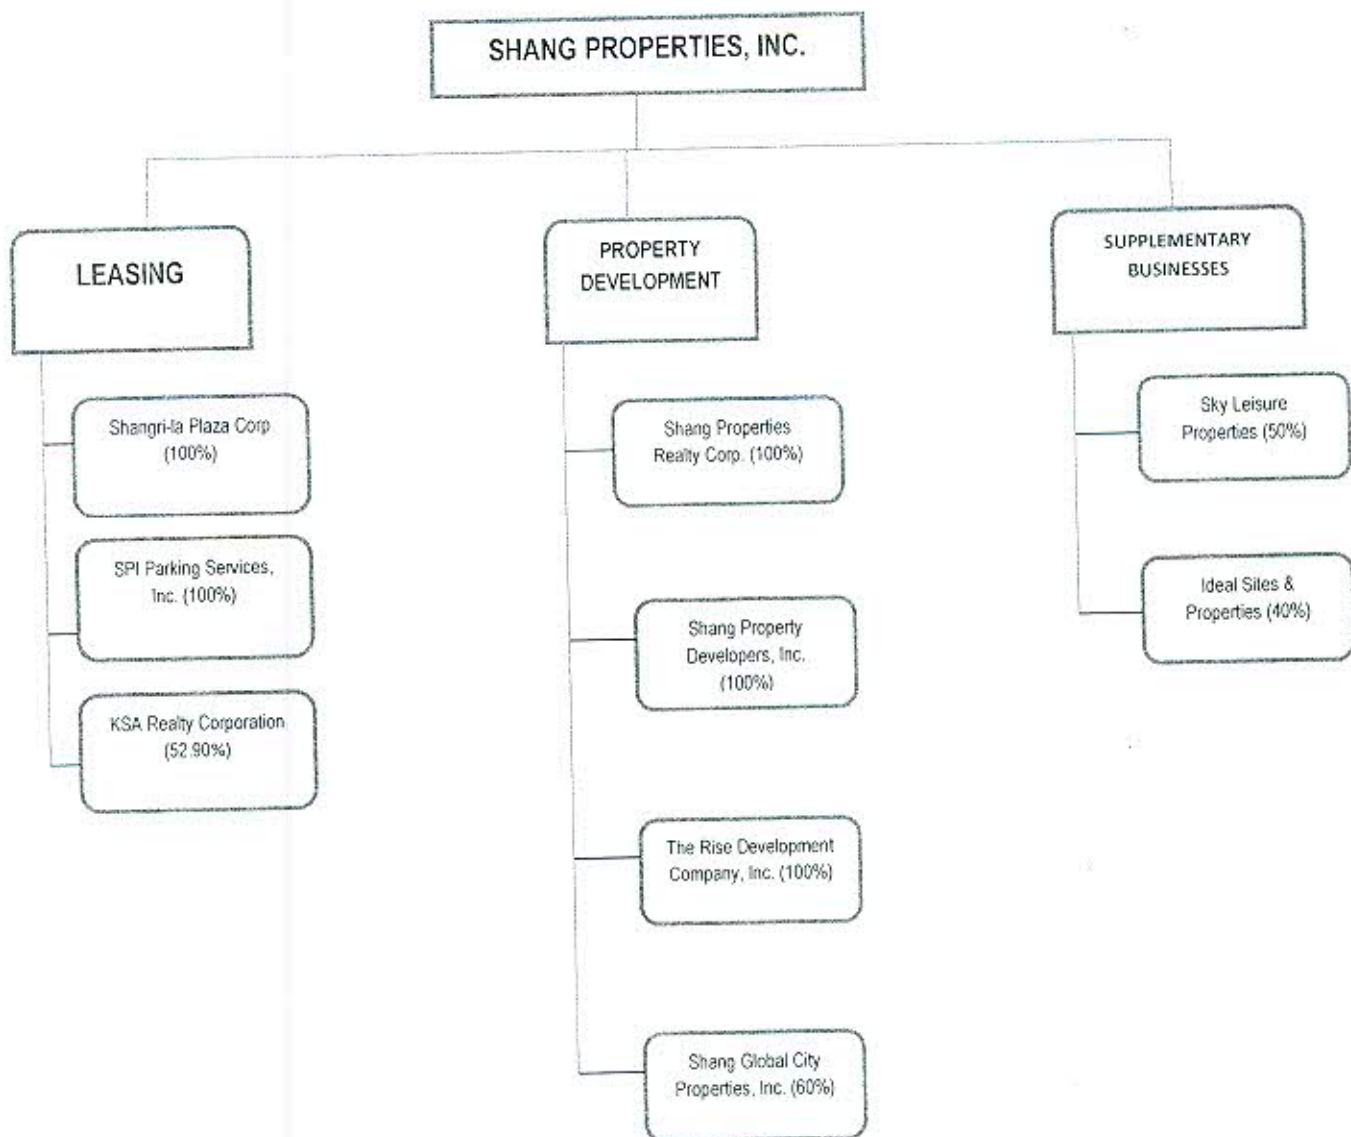 SHANG PROPERTIES, INC.
LEASING
Shangri-la Plaza Corp
(100%)
SPI Parking Services,
Inc. (100%)
KSA Realty Corporation
(52.90%)
PROPERTY
DEVELOPMENT
Shang Properties
Realty Corp. (100%)
Shang Property
Developers, Inc.
(100%)
The Rise Development
Company, Inc. (100%)
Shang Global City
Properties, Inc. (60%)
SUPPLEMENTARY
BUSINESSES
Sky Leisure
Properties (50%)
Ideal Sites &
Properties (40%)